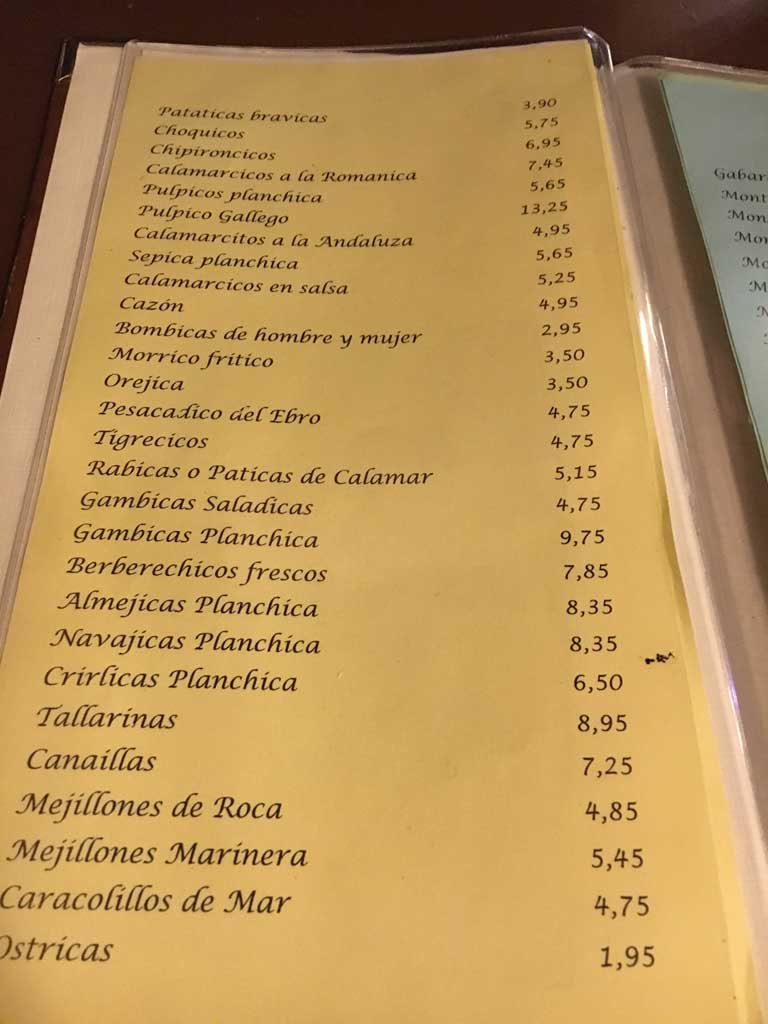 Pataticas bravicas 3,90
Choquicos 5,75
Chipironcicos 6,95
Calamarcicos a la Romanica 7,45
Pulpicos planchica 5,65
Pulpico Gallego 13,25
Calamarcitos a la Andaluza 4,95
Sepica planchica 5,65
Calamarcicos en salsa 5,25
Cazón 4,95
Bombicas de hombre y mujer 2,95
Morrico fritico 3,50
Orejica 3,50
Pesacadico del Ebro 4,75
Tigrecicos 4,75
Rabicas o Paticas de Calamar 5,15
Gambicas Saladicas 4,75
Gambicas Planchica 9,75
Berberechicos frescos 7,85
Almejicas Planchica 8,35
Navajicas Planchica 8,35
Crirlicas Planchica 6,50
Tallarinas 8,95
Canaillas 7,25
Mejillones de Roca 4,85
Mejillones Marinera 5,45
Caracolillos de Mar 4,75
Ostricas 1,95
Gabar
Mont
Mon